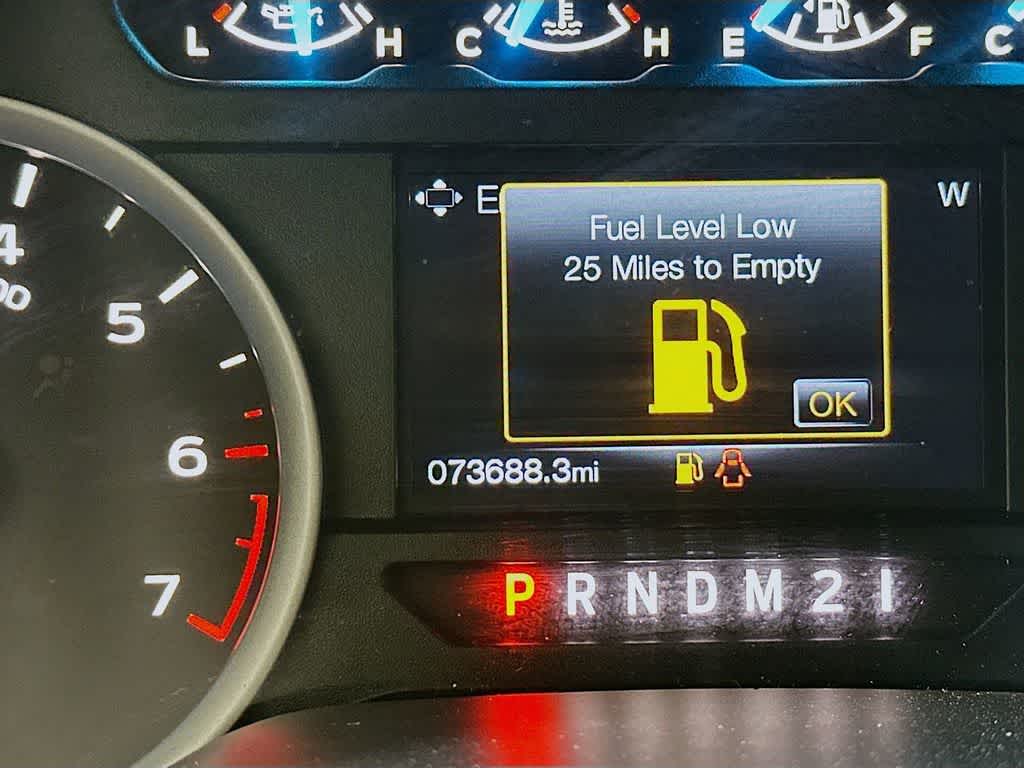 L H C H E F C
E W
Fuel Level Low
25 Miles to Empty
OK
4
5
6
7
073688.3mi
P R N D M 2 1